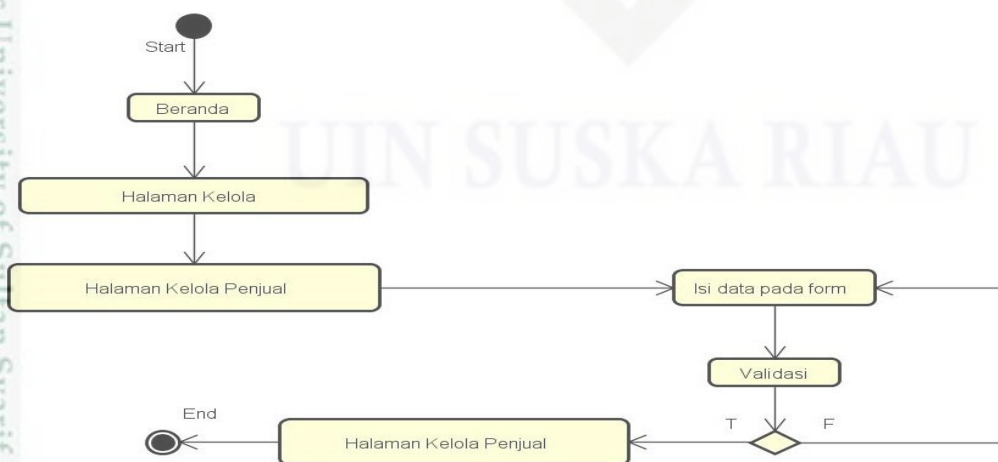 Start
Beranda
UIN SUSKA RIAU
Halaman Kelola
Halaman Kelola Penjual
Isi data pada form
Validasi
End
T
F
Halaman Kelola Penjual